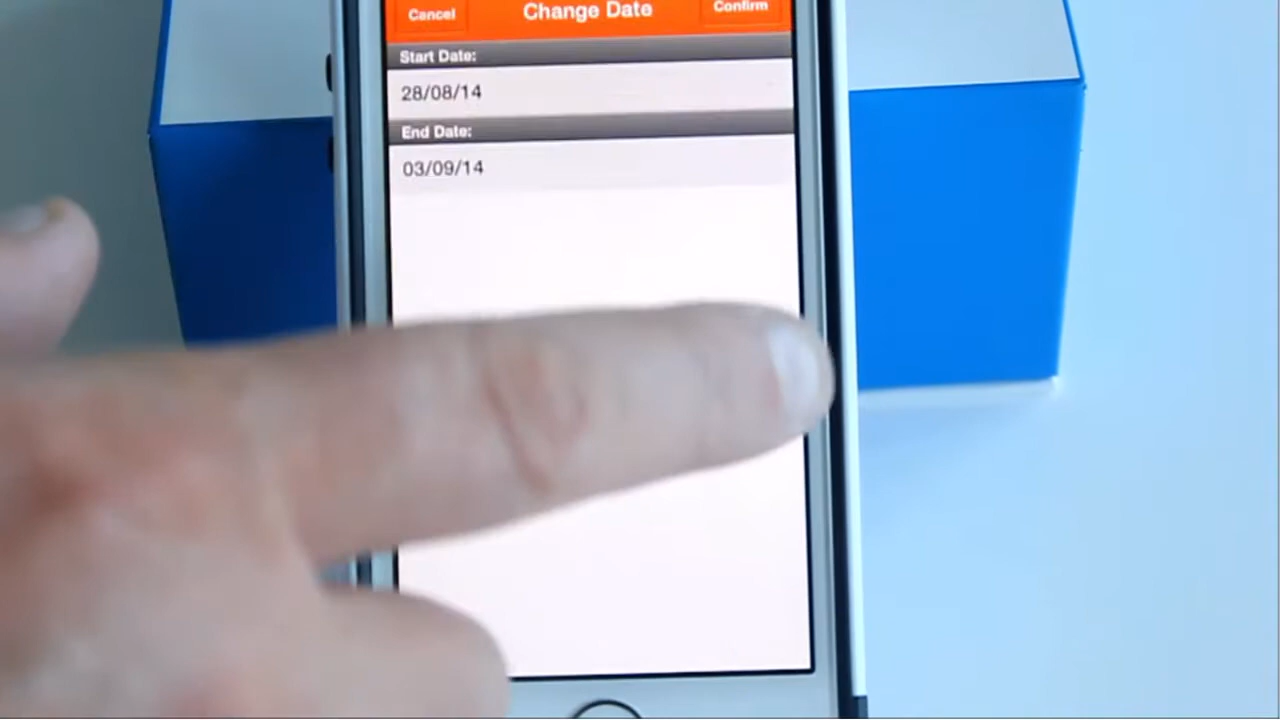 Cancel Change Date Confirm
Start Date:
28/08/14
End Date:
03/09/14